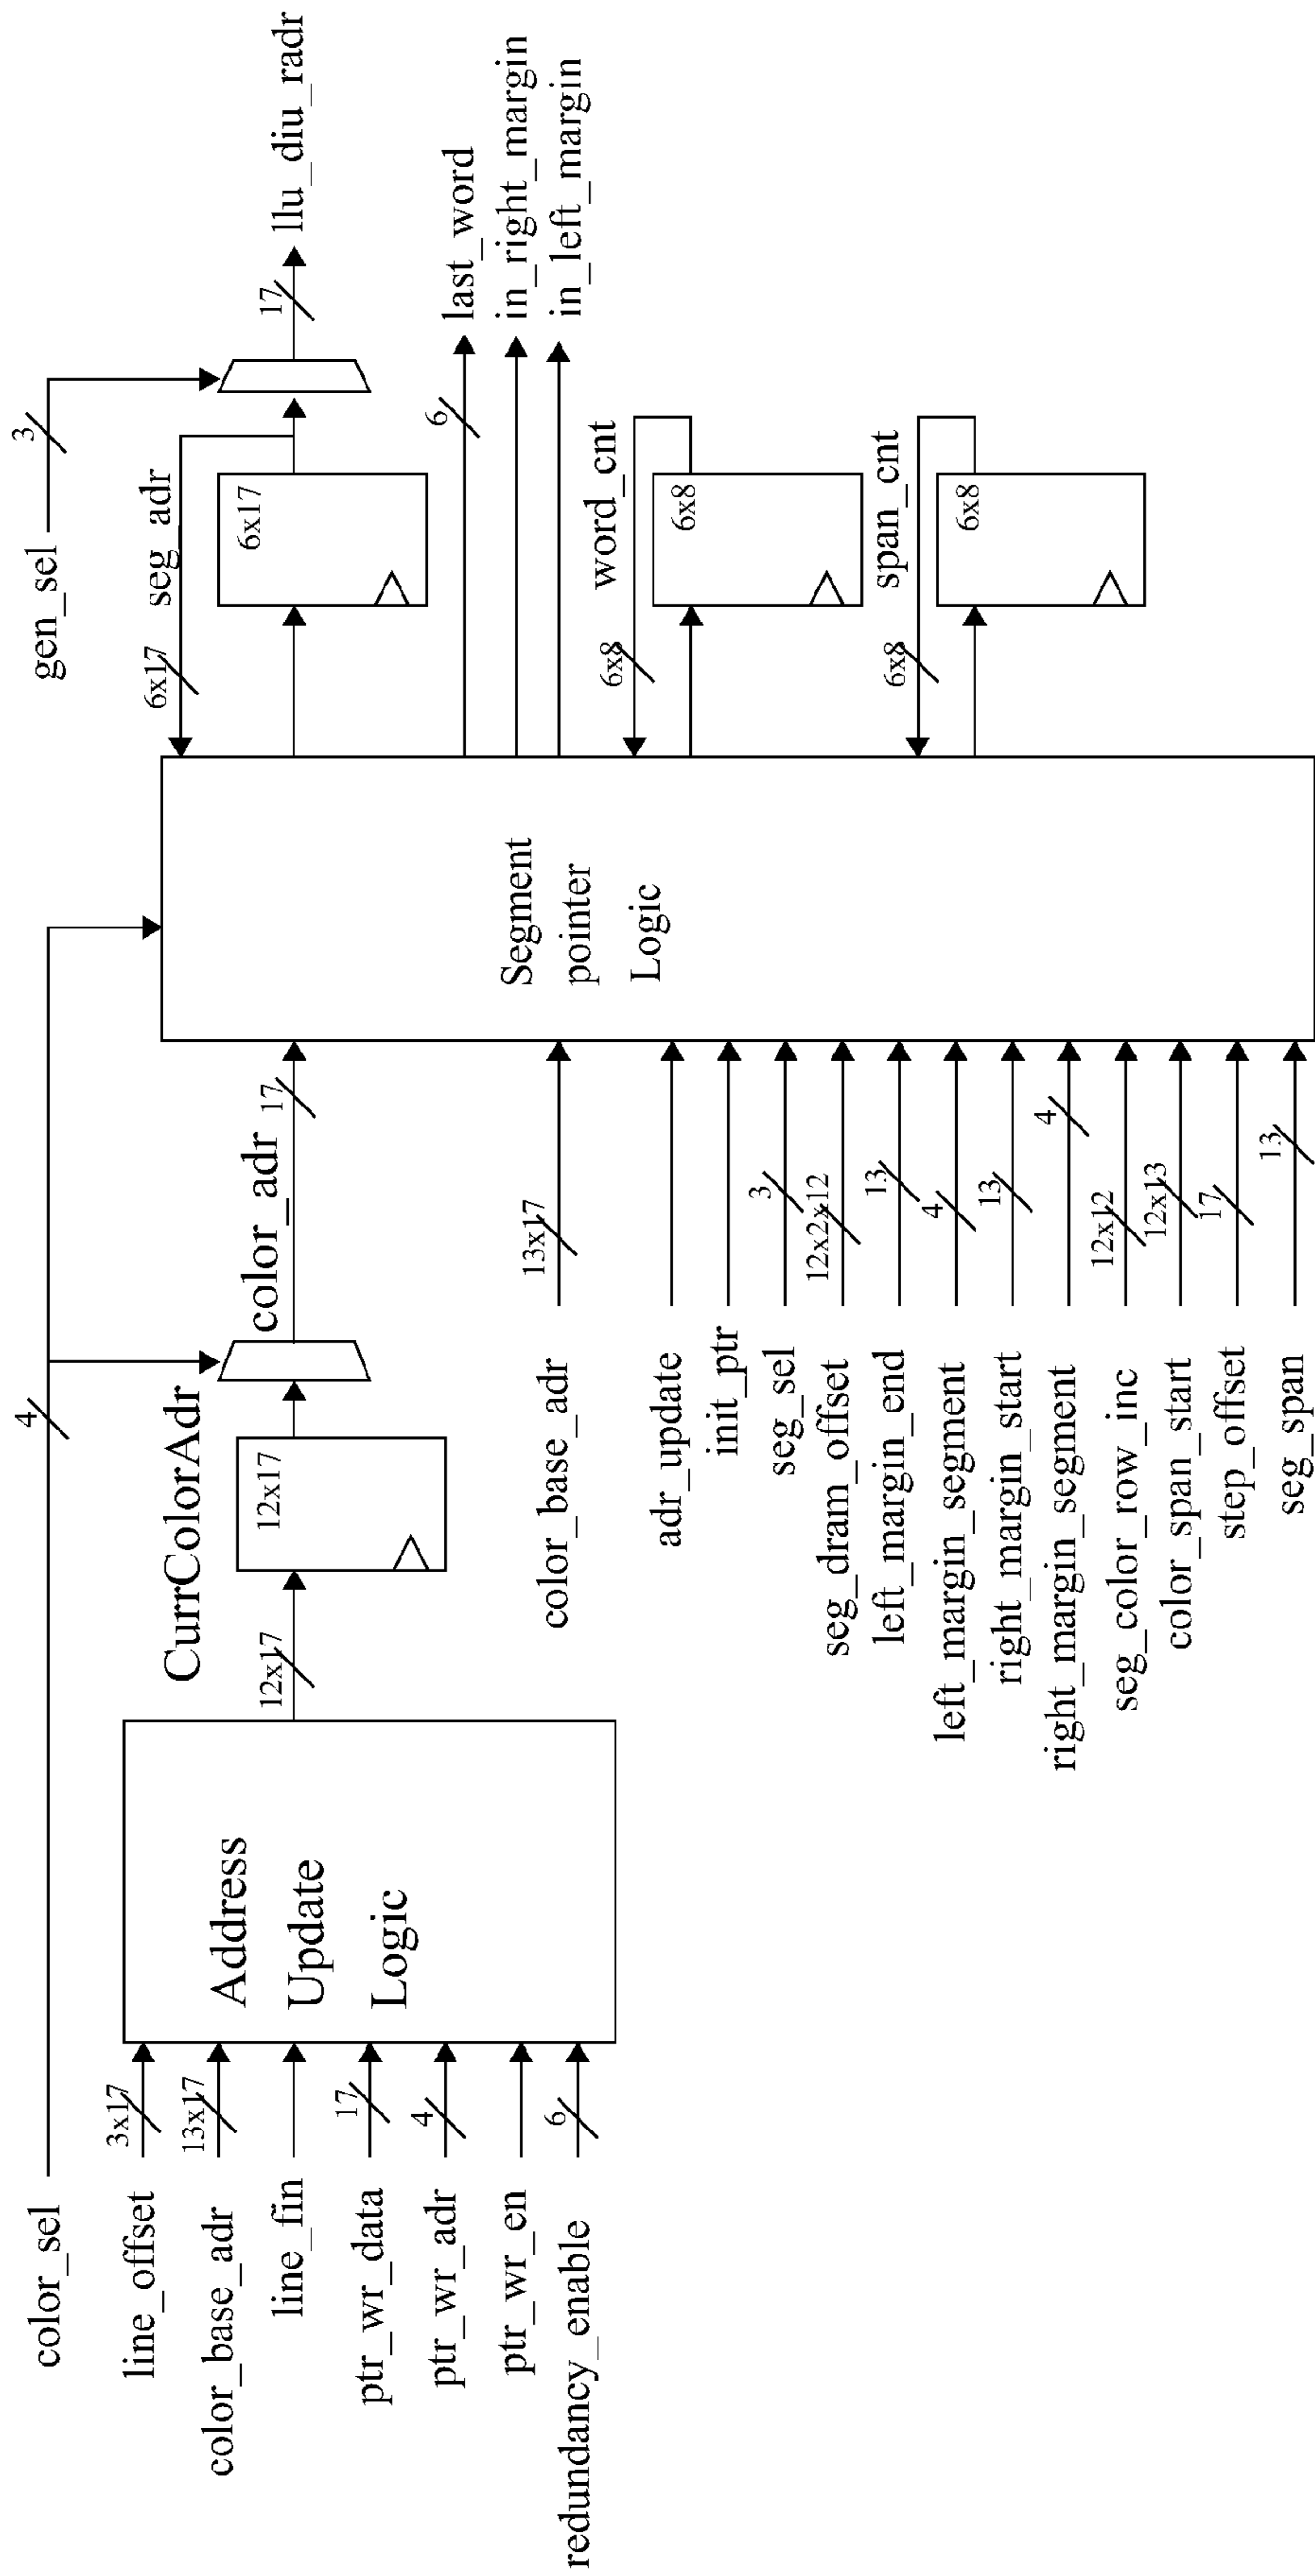 color_sel
4
line_offset
3x17
color_base_adr
13x17
line_fin
ptr_wr_data
17
ptr_wr_adr
4
ptr_wr_en
redundancy_enable
6
Address
Update
Logic
12x17
CurrColorAdr
12x17
color_adr
17
color_base_adr
13x17
adr_update
init_ptr
seg_sel
3
seg_dram_offset
12x2x12
left_margin_end
13
left_margin_segment
4
right_margin_start
13
right_margin_segment
4
seg_color_row_inc
12x12
color_span_start
12x13
step_offset
17
seg_span
13
Segment
pointer
Logic
gen_sel
3
6x17
seg_adr
6x17
17
llu_diu_radr
6
last_word
in_right_margin
in_left_margin
word_cnt
6x8
6x8
span_cnt
6x8
6x8